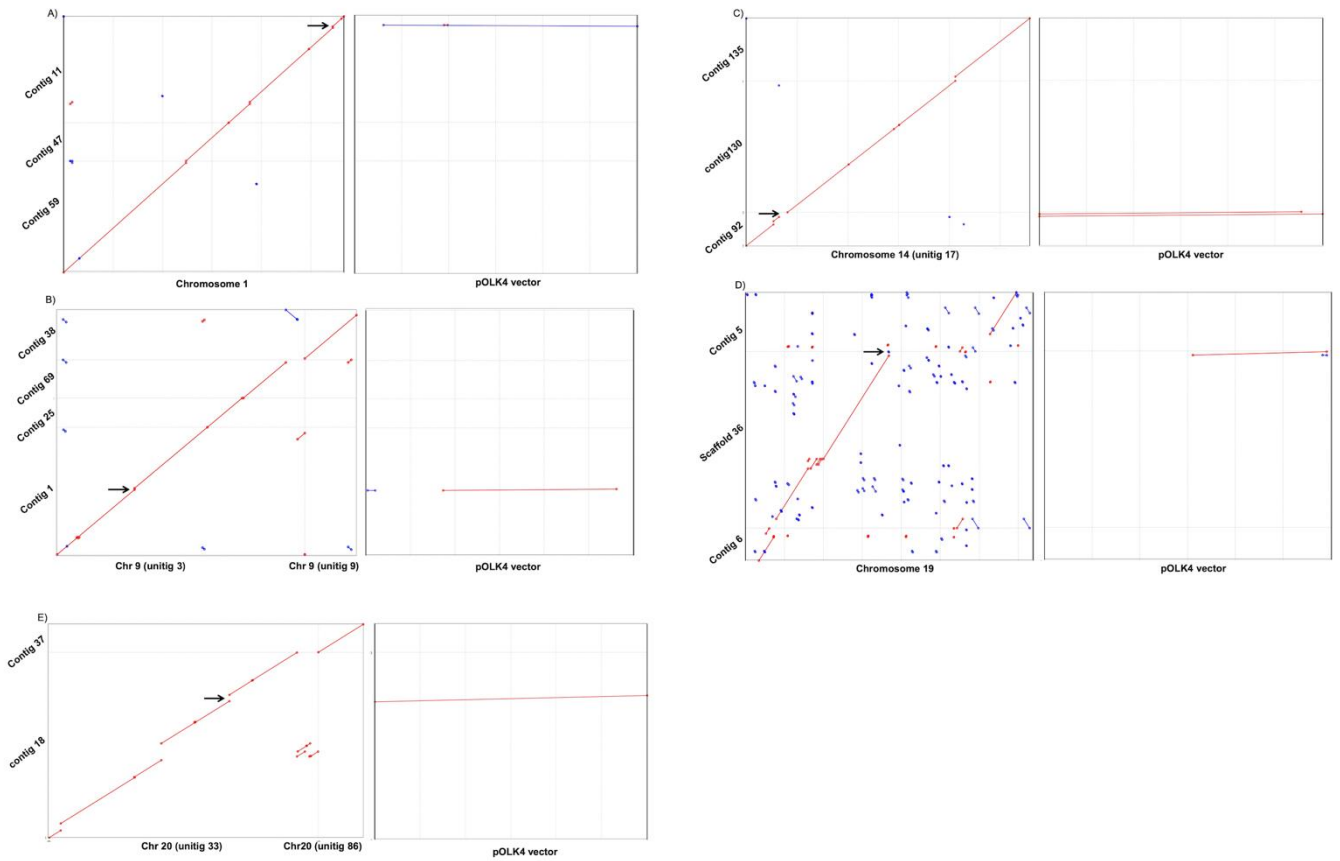 A)
Contig 11
Contig 47
Contig 59
Chromosome 1
pOLK4 vector
B)
Contig 38
Contig 69
Contig 25
Contig 1
Chr 9 (unitig 3)
Chr 9 (unitig 9)
pOLK4 vector
C)
Contig 135
contig130
Contig 92
Chromosome 14 (unitig 17)
pOLK4 vector
D)
Contig 5
Scaffold 36
Contig 6
Chromosome 19
pOLK4 vector
E)
Contig 37
contig 18
Chr 20 (unitig 33)
Chr20 (unitig 86)
pOLK4 vector